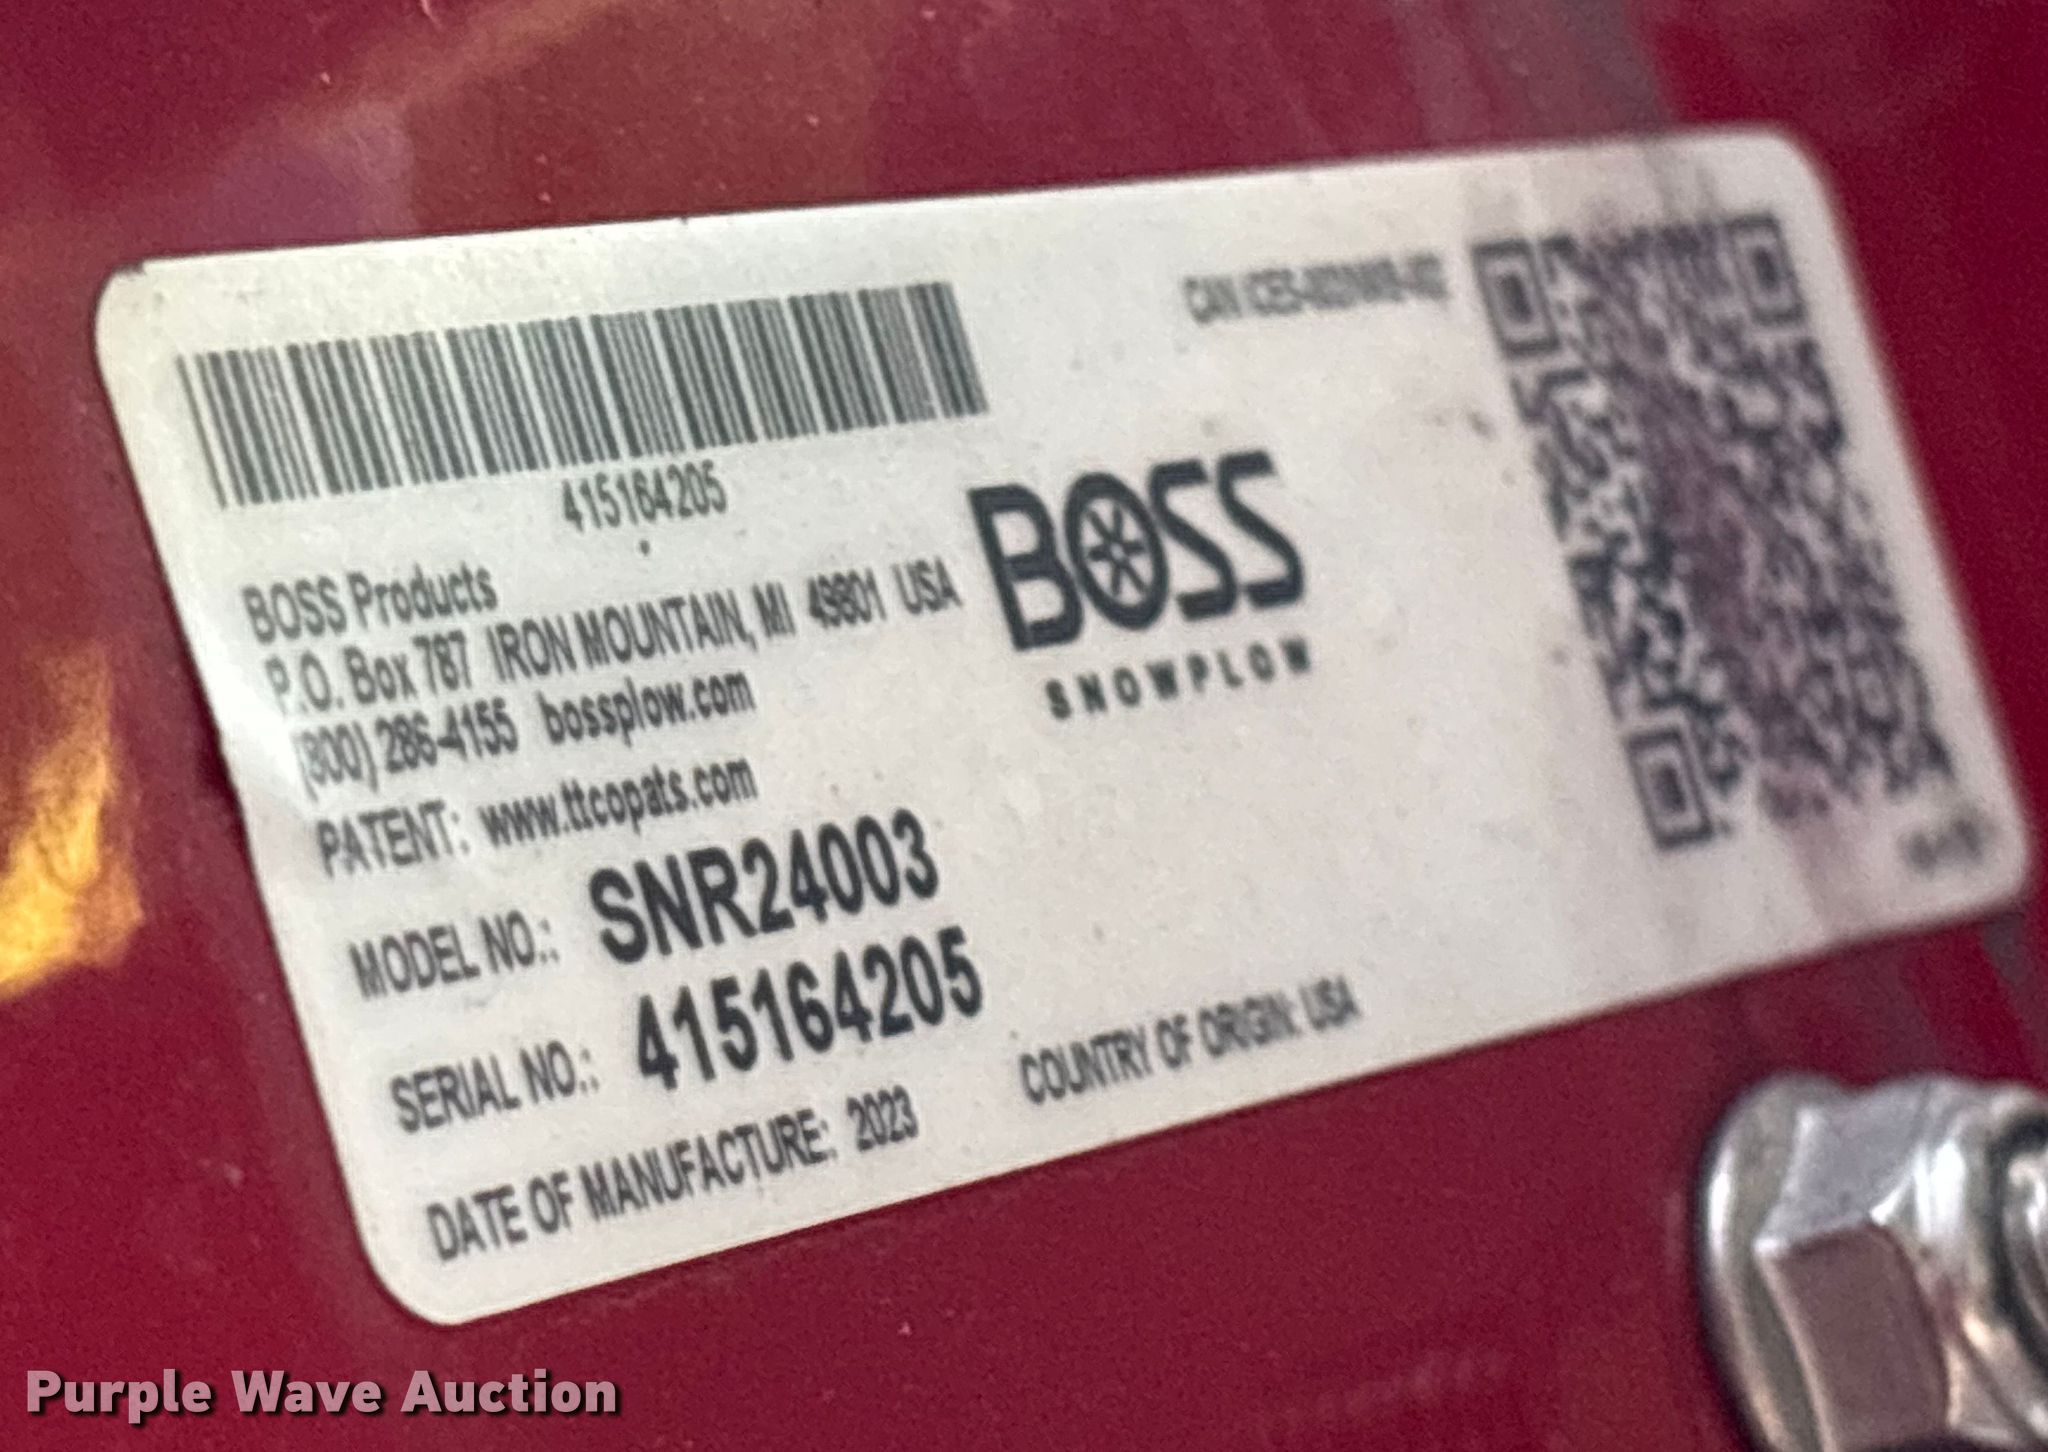 415164205
BOSS Products
P.O. Box 787 IRON MOUNTAIN, MI 49801 USA
(800) 286-4155 bossplow.com
PATENT: www.ttcopats.com
MODEL NO.: SNR24003
SERIAL NO.: 415164205
DATE OF MANUFACTURE: 2023
COUNTRY OF ORIGIN: USA
CAN
BOSS
SNOWPLOW
Purple Wave Auction